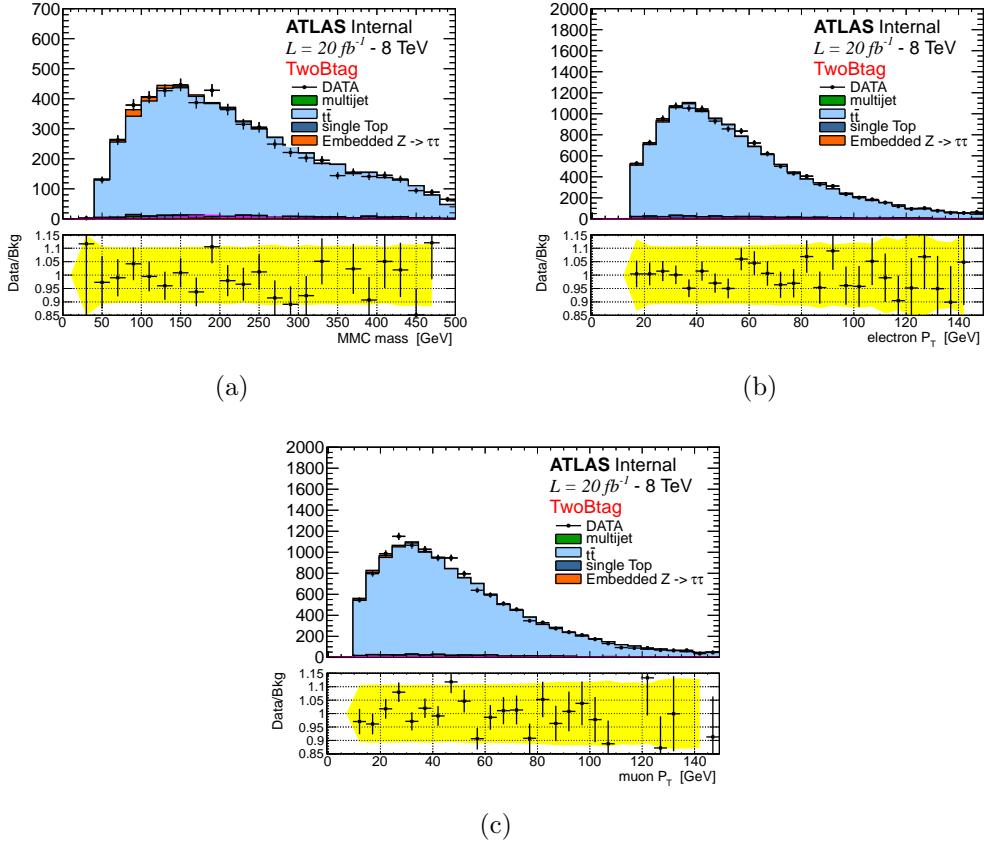 700
600
500
400
300
200
100
0
ATLAS Internal
L = 20 fb⁻¹ - 8 TeV
TwoBtag
DATA
multijet
tt̄
single Top
Embedded Z -> ττ
Data/Bkg
1.15
1.1
1.05
1
0.95
0.9
0.85
0 50 100 150 200 250 300 350 400 450 500
MMC mass [GeV]
(a)
2000
1800
1600
1400
1200
1000
800
600
400
200
0
ATLAS Internal
L = 20 fb⁻¹ - 8 TeV
TwoBtag
DATA
multijet
tt̄
single Top
Embedded Z -> ττ
Data/Bkg
1.15
1.1
1.05
1
0.95
0.9
0.85
0 20 40 60 80 100 120 140
electron P_T [GeV]
(b)
2000
1800
1600
1400
1200
1000
800
600
400
200
0
ATLAS Internal
L = 20 fb⁻¹ - 8 TeV
TwoBtag
DATA
multijet
tt̄
single Top
Embedded Z -> ττ
Data/Bkg
1.15
1.1
1.05
1
0.95
0.9
0.85
0 20 40 60 80 100 120 140
muon P_T [GeV]
(c)